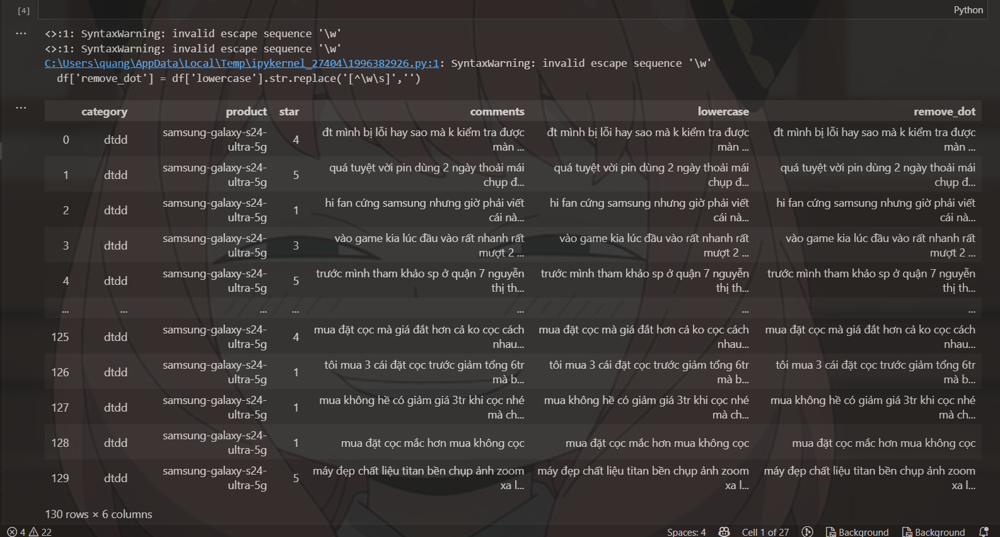 [4]
Python
<>:1: SyntaxWarning: invalid escape sequence '\w'
<>:1: SyntaxWarning: invalid escape sequence '\w'
C:\Users\quang\AppData\Local\Temp\ipykernel_27404\1996382926.py:1: SyntaxWarning: invalid escape sequence '\w'
df['remove_dot'] = df['lowercase'].str.replace('[^\w\s]','')
category product star comments lowercase remove_dot
0 dtdd samsung-galaxy-s24- 4 đt mình bị lỗi hay sao mà k kiểm tra được đt mình bị lỗi hay sao mà k kiểm tra được đt mình bị lỗi hay sao mà k kiểm tra được
ultra-5g màn ... màn ... màn ...
1 dtdd samsung-galaxy-s24- 5 quá tuyệt vời pin dùng 2 ngày thoải mái quá tuyệt vời pin dùng 2 ngày thoải mái quá tuyệt vời pin dùng 2 ngày thoải mái
ultra-5g chụp đ... chụp đ... chụp đ...
2 dtdd samsung-galaxy-s24- 1 hi fan cứng samsung nhưng giờ phải viết hi fan cứng samsung nhưng giờ phải viết hi fan cứng samsung nhưng giờ phải viết
ultra-5g cái nà... cái nà... cái nà...
3 dtdd samsung-galaxy-s24- 3 vào game kia lúc đầu vào rất nhanh rất vào game kia lúc đầu vào rất nhanh rất vào game kia lúc đầu vào rất nhanh rất
ultra-5g mượt 2 ... mượt 2 ... mượt 2 ...
4 dtdd samsung-galaxy-s24- 5 trước mình tham khảo sp ở quận 7 nguyễn trước mình tham khảo sp ở quận 7 nguyễn trước mình tham khảo sp ở quận 7 nguyễn
ultra-5g thị th... thị th... thị th...
... ... ... ... ... ... ...
125 dtdd samsung-galaxy-s24- 4 mua đặt cọc mà giá đắt hơn cả ko cọc cách mua đặt cọc mà giá đắt hơn cả ko cọc cách mua đặt cọc mà giá đắt hơn cả ko cọc cách
ultra-5g nhau... nhau... nhau...
126 dtdd samsung-galaxy-s24- 1 tôi mua 3 cái đặt cọc trước giảm tổng 6tr tôi mua 3 cái đặt cọc trước giảm tổng 6tr tôi mua 3 cái đặt cọc trước giảm tổng 6tr
ultra-5g mà b... mà b... mà b...
127 dtdd samsung-galaxy-s24- 1 mua không hề có giảm giá 3tr khi cọc nhé mua không hề có giảm giá 3tr khi cọc nhé mua không hề có giảm giá 3tr khi cọc nhé
ultra-5g mà ch... mà ch... mà ch...
128 dtdd samsung-galaxy-s24- 1 mua đặt cọc mắc hơn mua không cọc mua đặt cọc mắc hơn mua không cọc mua đặt cọc mắc hơn mua không cọc
ultra-5g
129 dtdd samsung-galaxy-s24- 5 máy đẹp chất liệu titan bền chụp ảnh zoom máy đẹp chất liệu titan bền chụp ảnh zoom máy đẹp chất liệu titan bền chụp ảnh zoom
ultra-5g xa l... xa l... xa l...
130 rows × 6 columns
4 22 Spaces: 4 Cell 1 of 27 Background Background